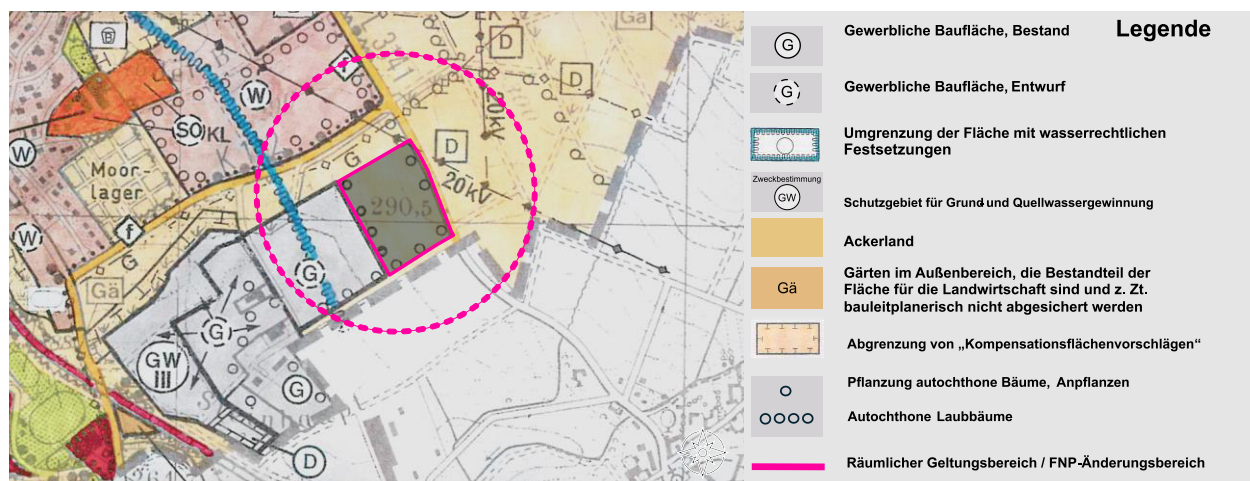 Legende
G
Gewerbliche Baufläche, Bestand
G
Gewerbliche Baufläche, Entwurf
Umgrenzung der Fläche mit wasserrechtlichen
Festsetzungen
Zweckbestimmung
GW
Schutzgebiet für Grund- und Quellwassergewinnung
Ackerland
Gä
Gärten im Außenbereich, die Bestandteil der
Fläche für die Landwirtschaft sind und z. Zt.
bauleitplanerisch nicht abgesichert werden
Abgrenzung von „Kompensationsflächenvorschlägen“
Pflanzung autochthone Bäume, Anpflanzen
Autochthone Laubbäume
Räumlicher Geltungsbereich / FNP-Änderungsbereich
Gä
D
D
W
f
20kV
SO KL
W
Moor-
lager
G
D
20 kV
290,5
W
f
G
Gä
G
G
GW
III
G
D